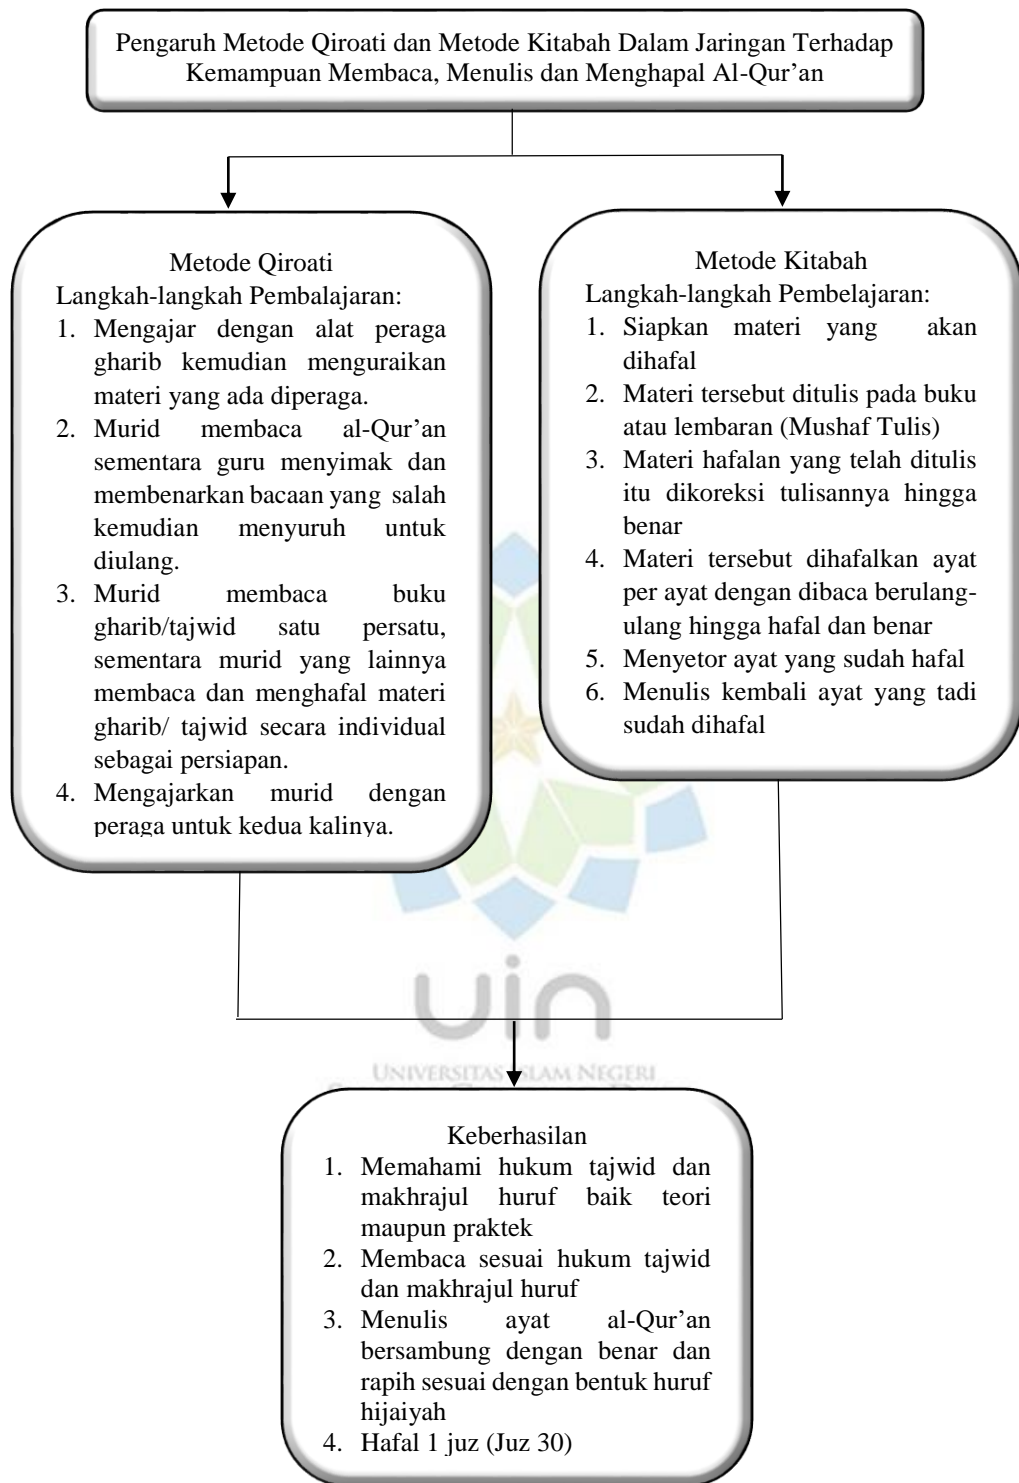 Pengaruh Metode Qiroati dan Metode Kitabah Dalam Jaringan Terhadap
Kemampuan Membaca, Menulis dan Menghapal Al-Qur'an
Metode Qiroati
Langkah-langkah Pembalajaran:
1. Mengajar dengan alat peraga
gharib kemudian menguraikan
materi yang ada diperaga.
2. Murid membaca al-Qur'an
sementara guru menyimak dan
membenarkan bacaan yang salah
kemudian menyuruh untuk
diulang.
3. Murid membaca buku
gharib/tajwid satu persatu,
sementara murid yang lainnya
membaca dan menghafal materi
gharib/ tajwid secara individual
sebagai persiapan.
4. Mengajarkan murid dengan
peraga untuk kedua kalinya.
Metode Kitabah
Langkah-langkah Pembelajaran:
1. Siapkan materi yang akan
dihafal
2. Materi tersebut ditulis pada buku
atau lembaran (Mushaf Tulis)
3. Materi hafalan yang telah ditulis
itu dikoreksi tulisannya hingga
benar
4. Materi tersebut dihafalkan ayat
per ayat dengan dibaca berulang-
ulang hingga hafal dan benar
5. Menyetor ayat yang sudah hafal
6. Menulis kembali ayat yang tadi
sudah dihafal
uin
UNIVERSITAS ISLAM NEGERI
Keberhasilan
1. Memahami hukum tajwid dan
makhrajul huruf baik teori
maupun praktek
2. Membaca sesuai hukum tajwid
dan makhrajul huruf
3. Menulis ayat al-Qur'an
bersambung dengan benar dan
rapih sesuai dengan bentuk huruf
hijaiyah
4. Hafal 1 juz (Juz 30)